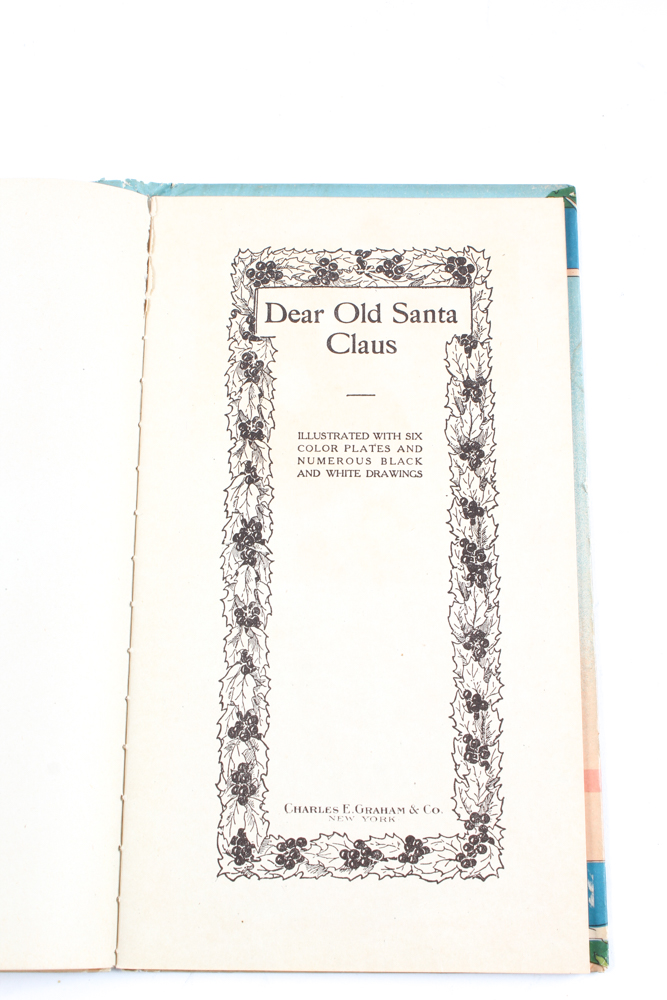 Dear Old Santa
Claus
ILLUSTRATED WITH SIX
COLOR PLATES AND
NUMEROUS BLACK
AND WHITE DRAWINGS
CHARLES E. GRAHAM & CO.
NEW YORK